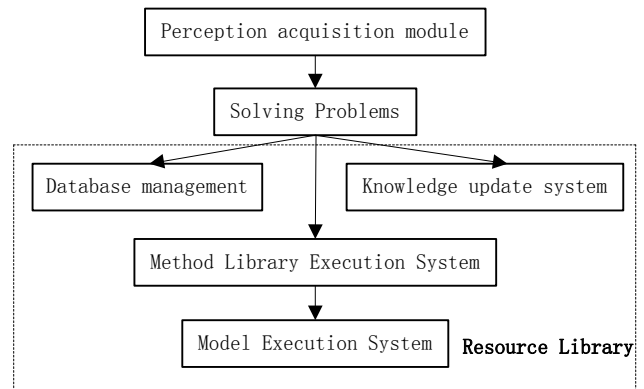 Perception acquisition module
Solving Problems
Database management
Knowledge update system
Method Library Execution System
Model Execution System
Resource Library